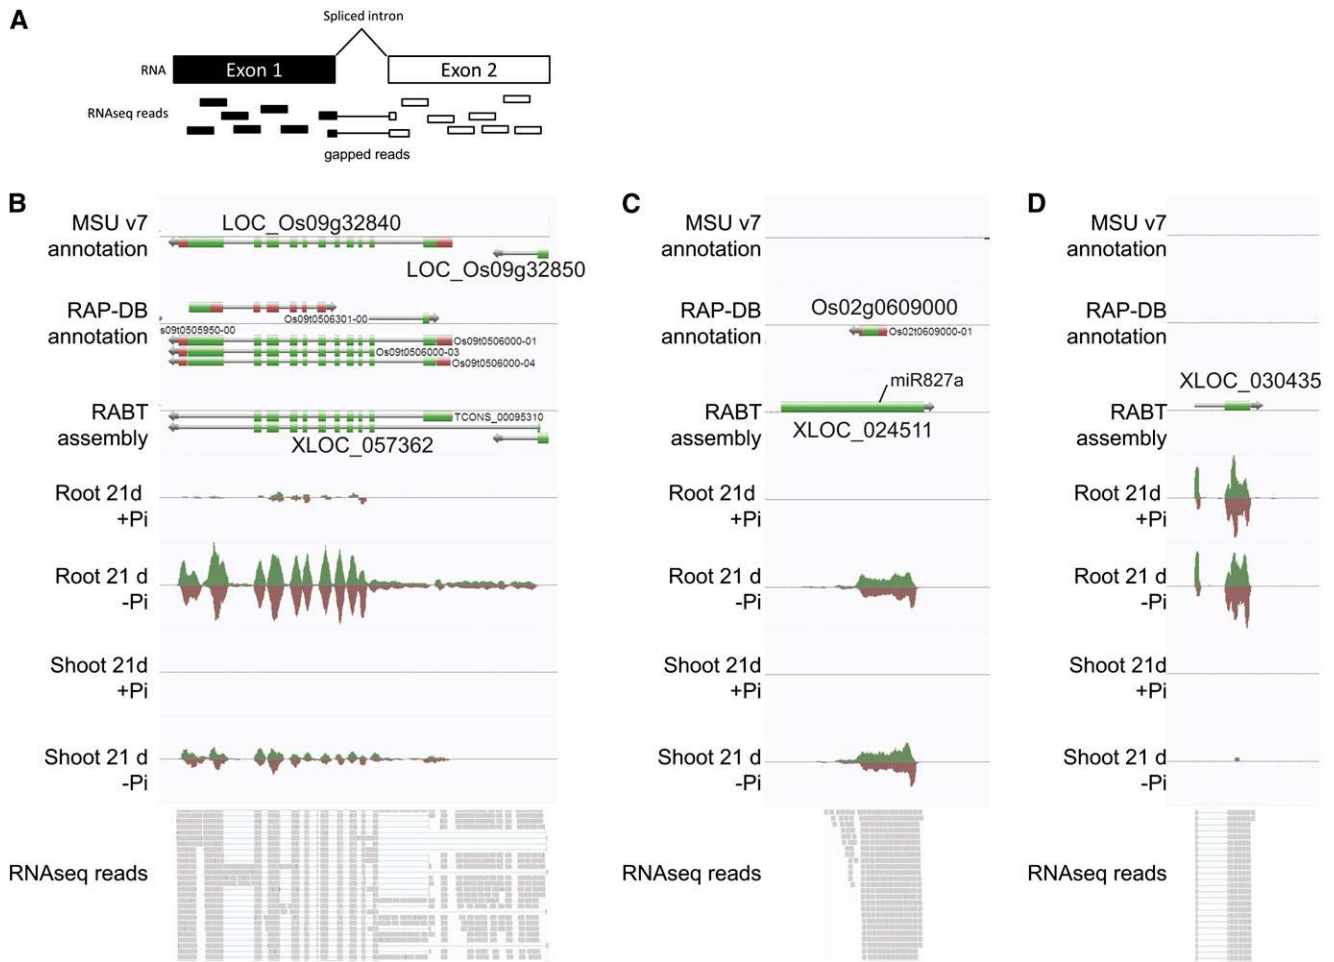 A
Spliced intron
RNA
Exon 1
Exon 2
RNAseq reads
gapped reads
B
MSU v7
annotation
LOC_Os09g32840
LOC_Os09g32850
RAP-DB
annotation
Os09t0506301-00
s09t0505950-00
Os09t0506000-01
Os09t0506000-03
Os09t0506000-04
RABT
assembly
TCONS_00095310
XLOC_057362
Root 21d
+Pi
Root 21 d
-Pi
Shoot 21d
+Pi
Shoot 21 d
-Pi
RNAseq reads
C
MSU v7
annotation
RAP-DB
annotation
Os02g0609000
Os02t0609000-01
RABT
assembly
miR827a
XLOC_024511
Root 21d
+Pi
Root 21 d
-Pi
Shoot 21d
+Pi
Shoot 21 d
-Pi
RNAseq reads
D
MSU v7
annotation
RAP-DB
annotation
XLOC_030435
RABT
assembly
Root 21d
+Pi
Root 21 d
-Pi
Shoot 21d
+Pi
Shoot 21 d
-Pi
RNAseq reads